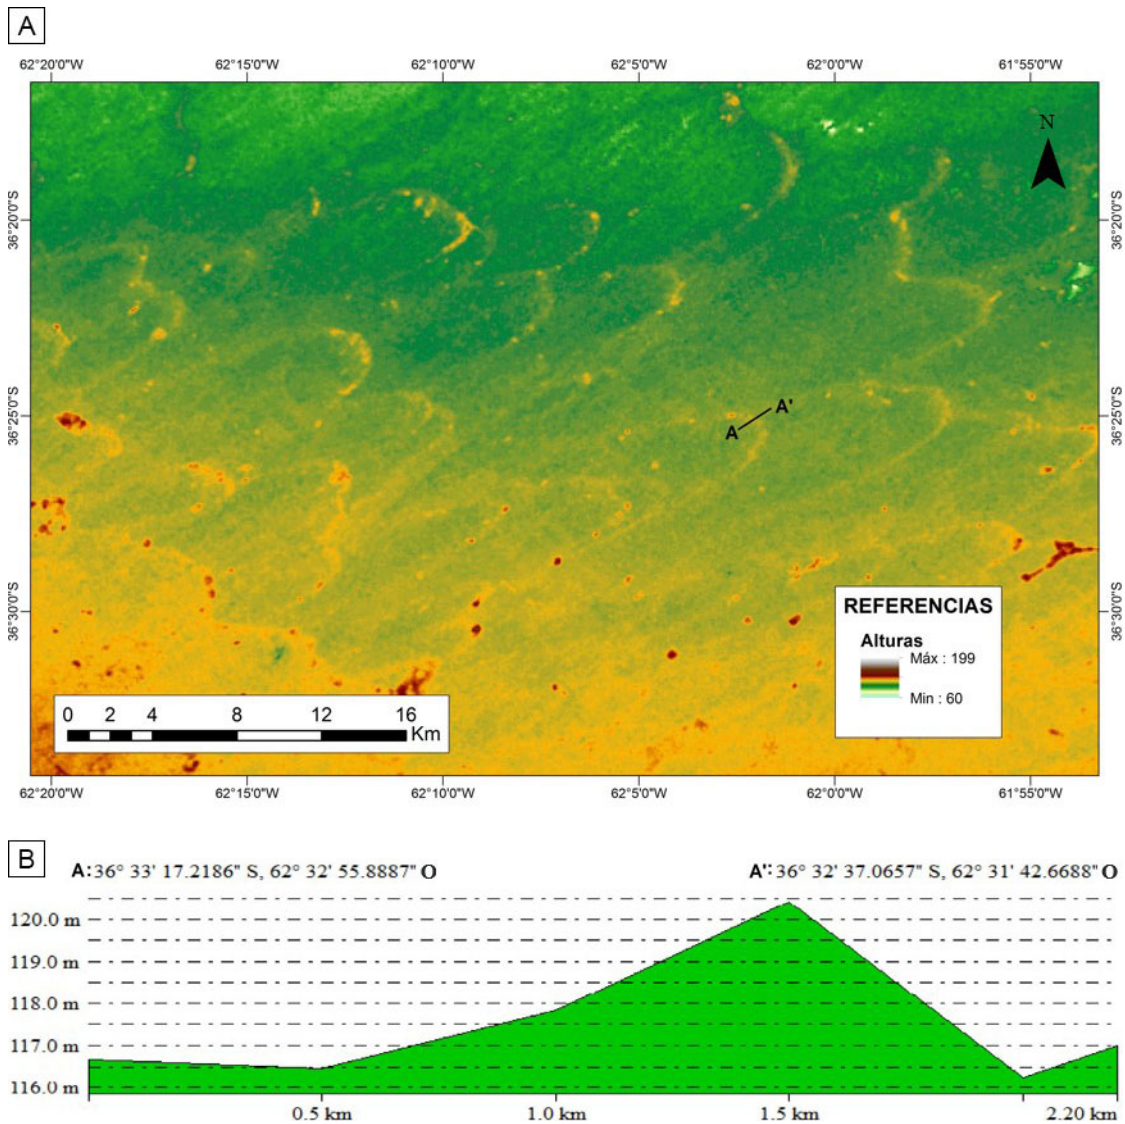 A
62°20'0"W 62°15'0"W 62°10'0"W 62°5'0"W 62°0'0"W 61°55'0"W
N
36°20'0"S 36°20'0"S
36°25'0"S 36°25'0"S
A A'
36°30'0"S 36°30'0"S
REFERENCIAS
Alturas
Máx : 199
Min : 60
0 2 4 8 12 16
Km
62°20'0"W 62°15'0"W 62°10'0"W 62°5'0"W 62°0'0"W 61°55'0"W
B
A: 36° 33' 17.2186" S, 62° 32' 55.8887" O A': 36° 32' 37.0657" S, 62° 31' 42.6688" O
120.0 m
119.0 m
118.0 m
117.0 m
116.0 m
0.5 km 1.0 km 1.5 km 2.20 km